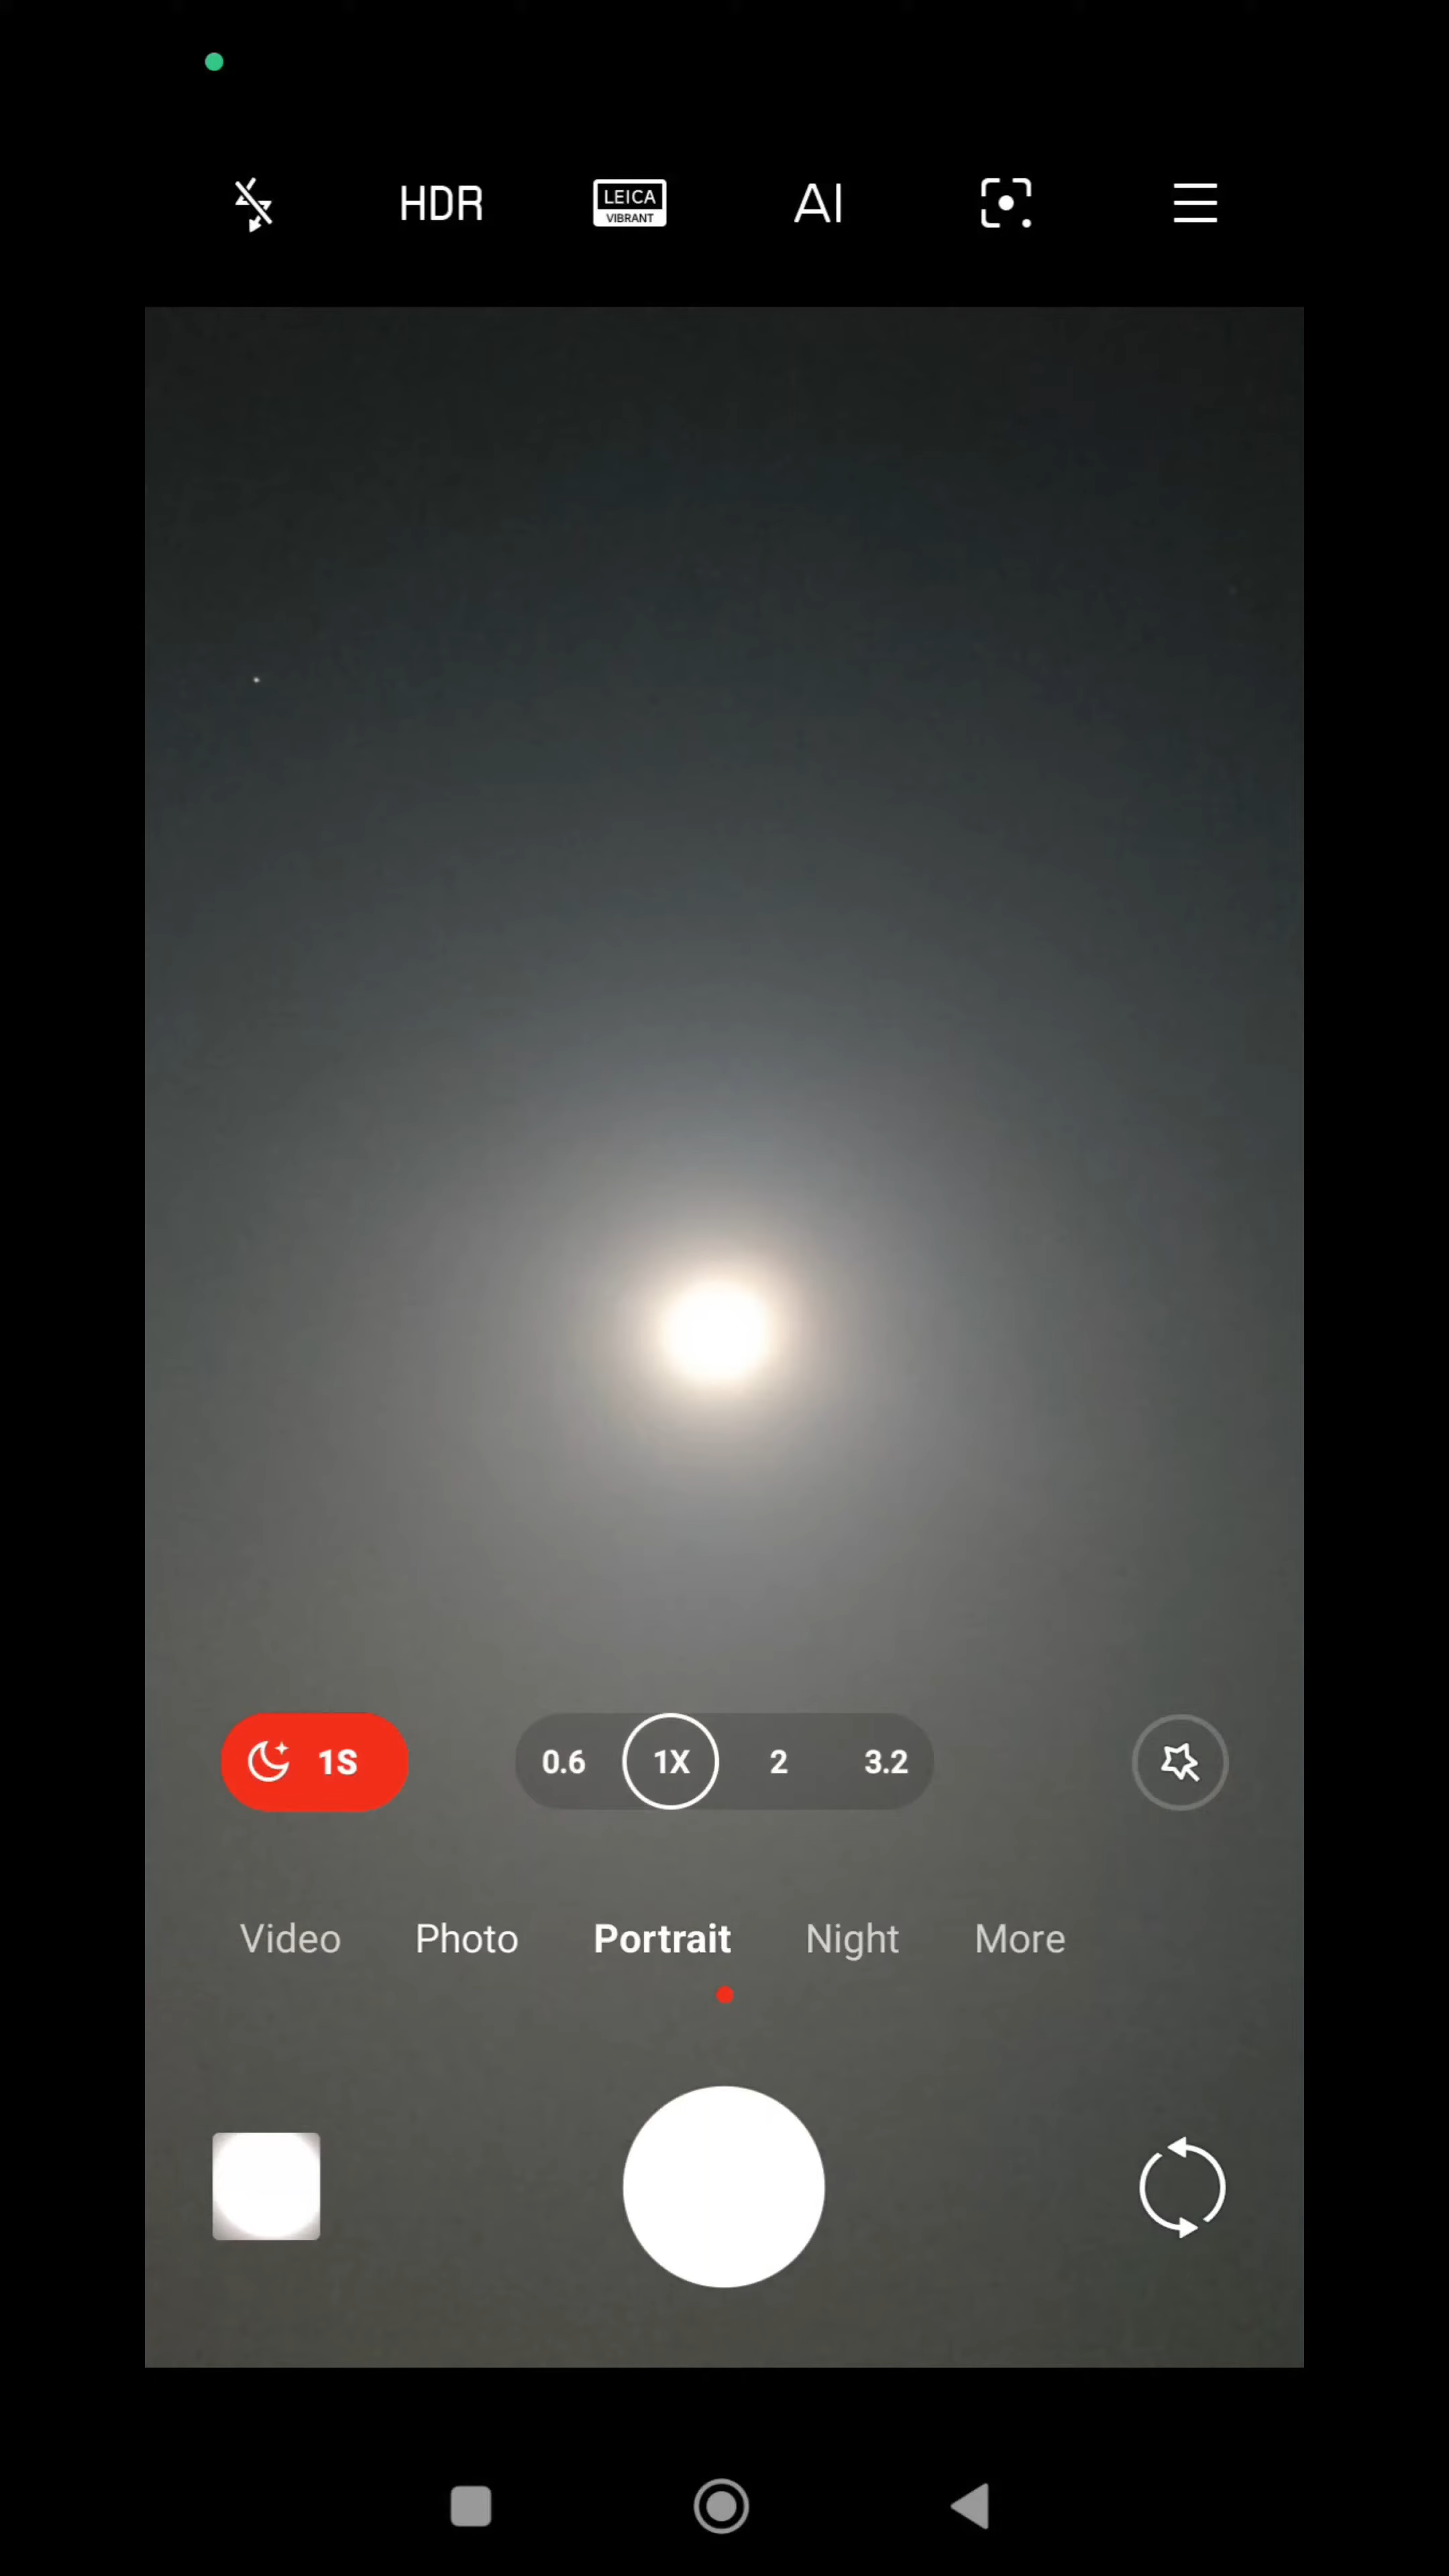 HDR
LEICA
VIBRANT
AI
1S
0.6
1X
2
3.2
Video
Photo
Portrait
Night
More